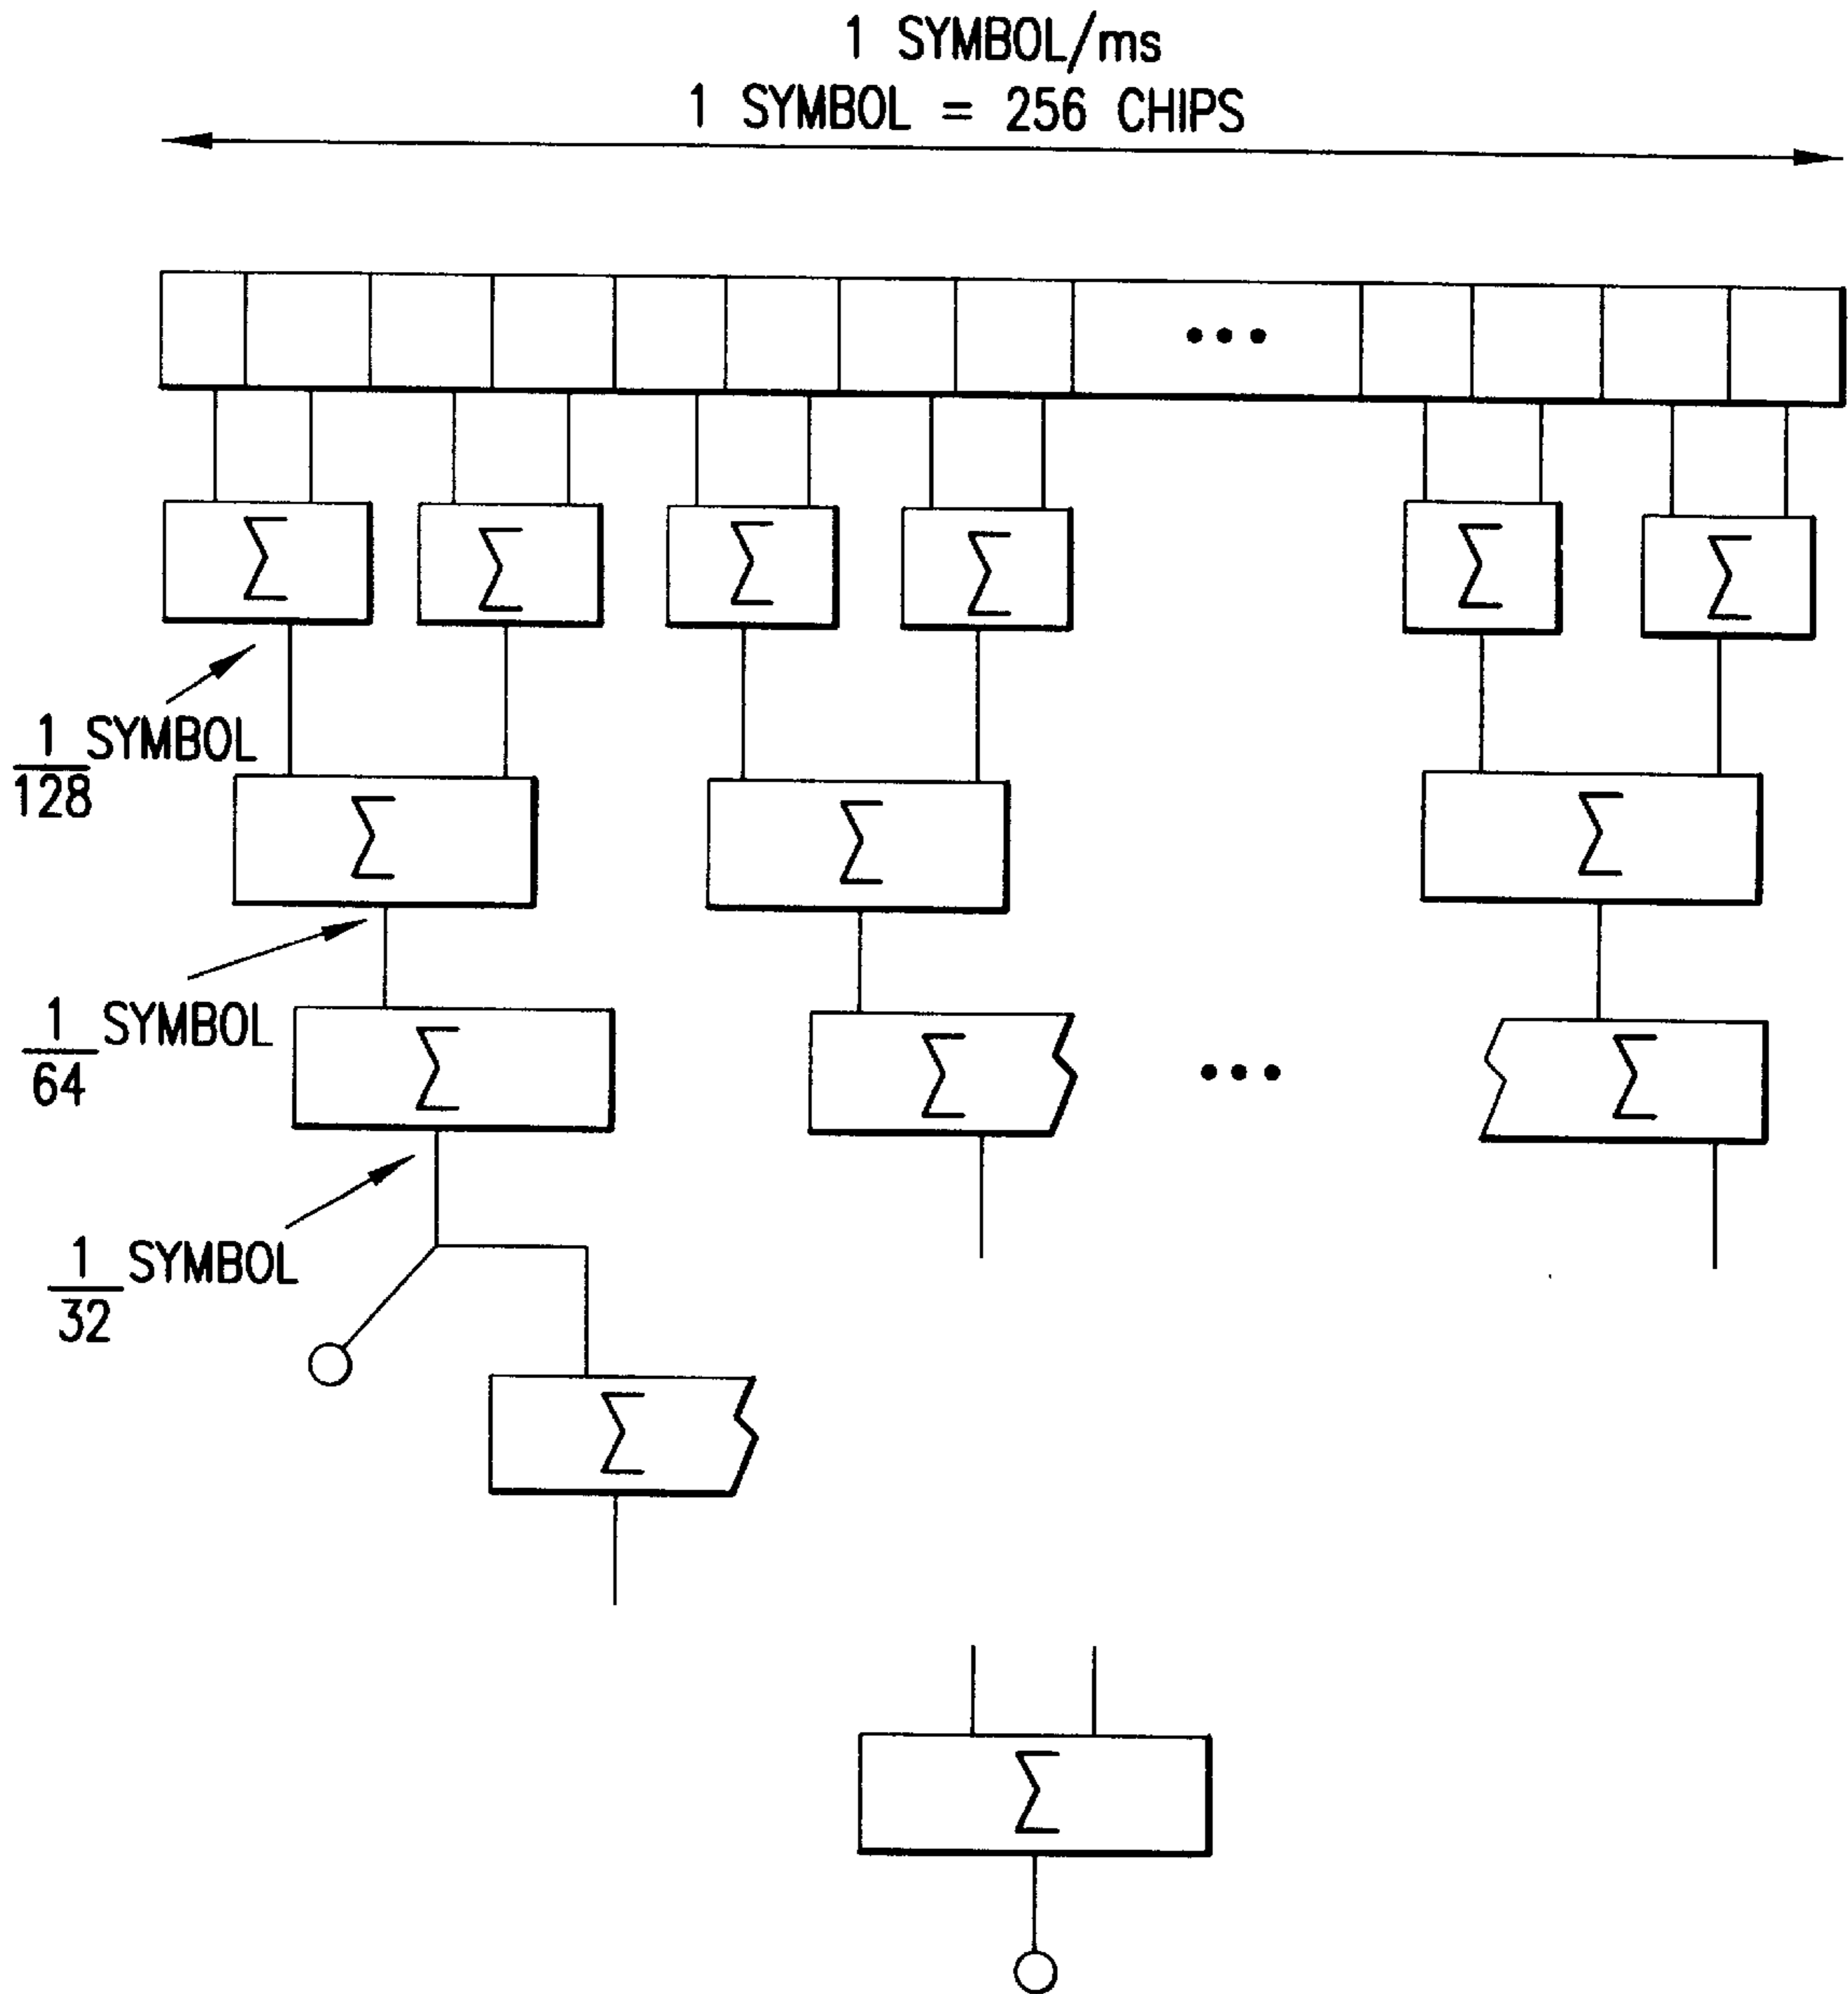 1 SYMBOL/ms
1 SYMBOL = 256 CHIPS
•••
Σ Σ Σ Σ Σ Σ
1/128 SYMBOL
Σ Σ Σ
1/64 SYMBOL
Σ Σ ••• Σ
1/32 SYMBOL
Σ
Σ